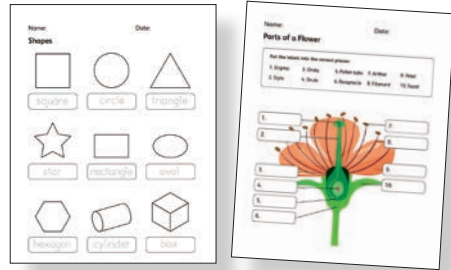 Name: Date:
Shapes
square circle triangle
star rectangle oval
hexagon cylinder box
Name: Date:
Parts of a Flower
Put the labels into the correct places:
1. Stigma 3. Ovary 5. Pollen tube 7. Anther 9. Petal
2. Style 4. Ovule 6. Receptacle 8. Filament 10. Sepal
1. 7.
2. 8.
3. 9.
4. 10.
5.
6.